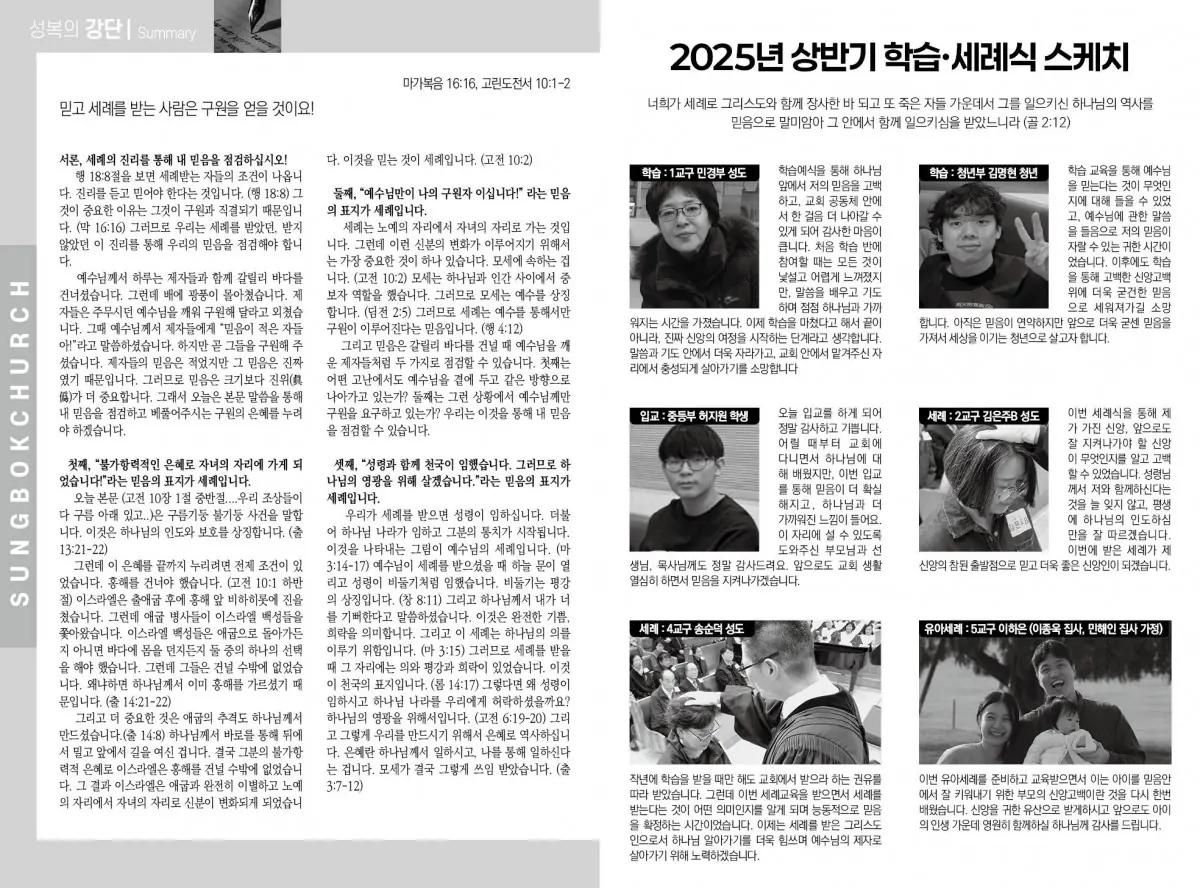 성복의 강단 | Summary
마가복음 16:16, 고린도전서 10:1-2
믿고 세례를 받는 사람은 구원을 얻을 것이요!
SUNGBOKCHURCH
서론, 세례의 진리를 통해 내 믿음을 점검하십시오!
행 18:8절을 보면 세례받는 자들의 조건이 나옵니
다. 진리를 듣고 믿어야 한다는 것입니다. (행 18:8) 그
것이 중요한 이유는 그것이 구원과 직결되기 때문입니
다. (막 16:16) 그러므로 우리는 세례를 받았던, 받지
않았던 이 진리를 통해 우리의 믿음을 점검해야 합니
다.
예수님께서 하루는 제자들과 함께 갈릴리 바다를
건너셨습니다. 그런데 배에 광풍이 몰아쳤습니다. 제
자들은 주무시던 예수님을 깨워 구원해 달라고 외쳤습
니다. 그때 예수님께서 제자들에게 “믿음이 적은 자들
아!”라고 말씀하셨습니다. 하지만 곧 그들을 구원해 주
셨습니다. 제자들의 믿음은 적었지만 그 믿음은 진짜
였기 때문입니다. 그러므로 믿음은 크기보다 진위(眞
僞)가 더 중요합니다. 그래서 오늘은 본문 말씀을 통해
내 믿음을 점검하고 베풀어주시는 구원의 은혜를 누려
야 하겠습니다.
첫째, “불가항력적인 은혜로 자녀의 자리에 가게 되
었습니다!”라는 믿음의 표지가 세례입니다.
오늘 본문 (고전 10장 1절 중반절....우리 조상들이
다 구름 아래 있고..)은 구름기둥 불기둥 사건을 말합
니다. 이것은 하나님의 인도와 보호를 상징합니다. (출
13:21-22)
그런데 이 은혜를 끝까지 누리려면 전제 조건이 있
었습니다. 홍해를 건너야 했습니다. (고전 10:1 하반
절) 이스라엘은 출애굽 후에 홍해 앞 비하히롯에 진을
쳤습니다. 그런데 애굽 병사들이 이스라엘 백성들을
쫓아왔습니다. 이스라엘 백성들은 애굽으로 돌아가든
지 아니면 바다에 몸을 던지든지 둘 중의 하나의 선택
을 해야 했습니다. 그런데 그들은 건널 수밖에 없었습
니다. 왜냐하면 하나님께서 이미 홍해를 가르셨기 때
문입니다. (출 14:21-22)
그리고 더 중요한 것은 애굽의 추격도 하나님께서
만드셨습니다.(출 14:8) 하나님께서 바로를 통해 뒤에
서 밀고 앞에서 길을 여신 겁니다. 결국 그분의 불가항
력적 은혜로 이스라엘은 홍해를 건널 수밖에 없었습니
다. 그 결과 이스라엘은 애굽과 완전히 이별하고 노예
의 자리에서 자녀의 자리로 신분이 변화되게 되었습니
다. 이것을 믿는 것이 세례입니다. (고전 10:2)
둘째, “예수님만이 나의 구원자 이십니다!” 라는 믿음
의 표지가 세례입니다.
세례는 노예의 자리에서 자녀의 자리로 가는 것입
니다. 그런데 이런 신분의 변화가 이루어지기 위해서
는 가장 중요한 것이 하나 있습니다. 모세에 속하는 겁
니다. (고전 10:2) 모세는 하나님과 인간 사이에서 중
보자 역할을 했습니다. 그러므로 모세는 예수를 상징
합니다. (딤전 2:5) 그러므로 세례는 예수를 통해서만
구원이 이루어진다는 믿음입니다. (행 4:12)
그리고 믿음은 갈릴리 바다를 건널 때 예수님을 깨
운 제자들처럼 두 가지로 점검할 수 있습니다. 첫째는
어떤 고난에서도 예수님을 곁에 두고 같은 방향으로
나아가고 있는가? 둘째는 그런 상황에서 예수님께만
구원을 요구하고 있는가? 우리는 이것을 통해 내 믿음
을 점검할 수 있습니다.
셋째, “성령과 함께 천국이 임했습니다. 그러므로 하
나님의 영광을 위해 살겠습니다.”라는 믿음의 표지가
세례입니다.
우리가 세례를 받으면 성령이 임하십니다. 더불
어 하나님 나라가 임하고 그분의 통치가 시작됩니다.
이것을 나타내는 그림이 예수님의 세례입니다. (마
3:14-17) 예수님이 세례를 받으셨을 때 하늘 문이 열
리고 성령이 비둘기처럼 임했습니다. 비둘기는 평강
의 상징입니다. (창 8:11) 그리고 하나님께서 내가 너
를 기뻐한다고 말씀하셨습니다. 이것은 완전한 기쁨,
희락을 의미합니다. 그리고 이 세례는 하나님의 의를
이루기 위함입니다. (마 3:15) 그러므로 세례를 받을
때 그 자리에는 의와 평강과 희락이 있었습니다. 이것
이 천국의 표지입니다. (롬 14:17) 그렇다면 왜 성령이
임하시고 하나님 나라를 우리에게 허락하셨을까요?
하나님의 영광을 위해서입니다. (고전 6:19-20) 그리
고 그렇게 우리를 만드시기 위해서 은혜로 역사하십니
다. 은혜란 하나님께서 일하시고, 나를 통해 일하신다
는 겁니다. 모세가 결국 그렇게 쓰임 받았습니다. (출
3:7-12)
2025년 상반기 학습·세례식 스케치
너희가 세례로 그리스도와 함께 장사한 바 되고 또 죽은 자들 가운데서 그를 일으키신 하나님의 역사를
믿음으로 말미암아 그 안에서 함께 일으키심을 받았느니라 (골 2:12)
학습 : 1교구 민경부 성도
학습예식을 통해 하나님
앞에서 저의 믿음을 고백
하고, 교회 공동체 안에
서 한 걸음 더 나아갈 수
있게 되어 감사한 마음이
큽니다. 처음 학습 반에
참여할 때는 모든 것이
낯설고 어렵게 느껴졌지
만, 말씀을 배우고 기도
하며 점점 하나님과 가까
워지는 시간을 가졌습니다. 이제 학습을 마쳤다고 해서 끝이
아니라, 진짜 신앙의 여정을 시작하는 단계라고 생각합니다.
말씀과 기도 안에서 더욱 자라가고, 교회 안에서 맡겨주신 자
리에서 충성되게 살아가기를 소망합니다
학습 : 청년부 김명현 청년
학습 교육을 통해 예수님
을 믿는다는 것이 무엇인
지에 대해 들을 수 있었
고, 예수님에 관한 말씀
을 들음으로 저의 믿음이
자랄 수 있는 귀한 시간이
었습니다. 이후에도 학습
을 통해 고백한 신앙고백
위에 더욱 굳건한 믿음
으로 세워져가길 소망
합니다. 아직은 믿음이 연약하지만 앞으로 더욱 굳센 믿음을
가져서 세상을 이기는 청년으로 살고자 합니다.
입교 : 중등부 허지원 학생
오늘 입교를 하게 되어
정말 감사하고 기쁩니다.
어릴 때부터 교회에
다니면서 하나님에 대
해 배웠지만, 이번 입교
를 통해 믿음이 더 확실
해지고, 하나님과 더
가까워진 느낌이 들어요.
이 자리에 설 수 있도록
도와주신 부모님과 선
생님, 목사님께도 정말 감사드려요. 앞으로도 교회 생활
열심히 하면서 믿음을 지켜나가겠습니다.
세례 : 2교구 김은주B 성도
이번 세례식을 통해 제
가 가진 신앙, 앞으로도
잘 지켜나가야 할 신앙
이 무엇인지를 알고 고백
할 수 있었습니다. 성령님
께서 저와 함께하신다는
것을 늘 잊지 않고, 평생
에 하나님의 인도하심
만을 잘 따르겠습니다.
이번에 받은 세례가 제
신앙의 참된 출발점으로 믿고 더욱 좋은 신앙인이 되겠습니다.
세례 : 4교구 송순덕 성도
작년에 학습을 받을 때만 해도 교회에서 받으라 하는 권유를
따라 받았습니다. 그런데 이번 세례교육을 받으면서 세례를
받는다는 것이 어떤 의미인지를 알게 되며 능동적으로 믿음
을 확정하는 시간이었습니다. 이제는 세례를 받은 그리스도
인으로서 하나님 알아가기를 더욱 힘쓰며 예수님의 제자로
살아가기 위해 노력하겠습니다.
유아세례 : 5교구 이하은 (이종욱 집사, 민해인 집사 가정)
이번 유아세례를 준비하고 교육받으면서 이는 아이를 믿음안
에서 잘 키워내기 위한 부모의 신앙고백이란 것을 다시 한번
배웠습니다. 신앙을 귀한 유산으로 받게하시고 앞으로도 아이
의 인생 가운데 영원히 함께하실 하나님께 감사를 드립니다.